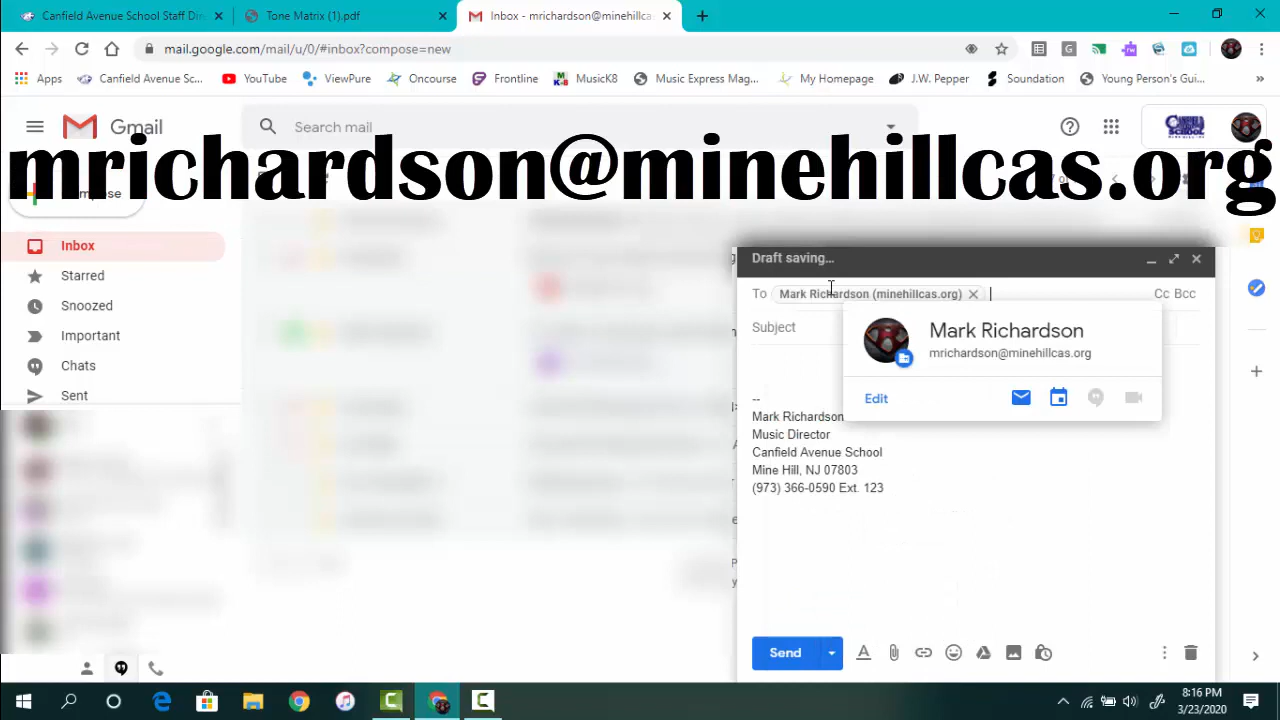 Canfield Avenue School Staff Dir
Tone Matrix (1).pdf
Inbox - mrichardson@minehillcas.
mail.google.com/mail/u/0/#inbox?compose=new
Apps
Canfield Avenue Sc...
YouTube
ViewPure
Oncourse
Frontline
MusicK8
Music Express Mag...
My Homepage
J.W. Pepper
Soundation
Young Person's Gui...
»
Gmail
Search mail
mrichardson@minehillcas.org
Inbox
Starred
Snoozed
Important
Chats
Sent
Draft saving...
To
Mark Richardson (minehillcas.org)
Cc Bcc
Subject
Mark Richardson
mrichardson@minehillcas.org
Edit
--
Mark Richardson
Music Director
Canfield Avenue School
Mine Hill, NJ 07803
(973) 366-0590 Ext. 123
Send
8:16 PM
3/23/2020